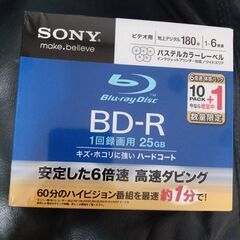 SONY
make.believe
ビデオ用
地上デジタル
180分
1-6倍速
パステルカラーレーベル
Blu-ray Disc
10
PACK
+1
数量限定
BD-R
1回録画用 25GB
キズ・ホコリに強い ハードコート
安定した6倍速 高速ダビング
60分のハイビジョン番組を最速約1分で!